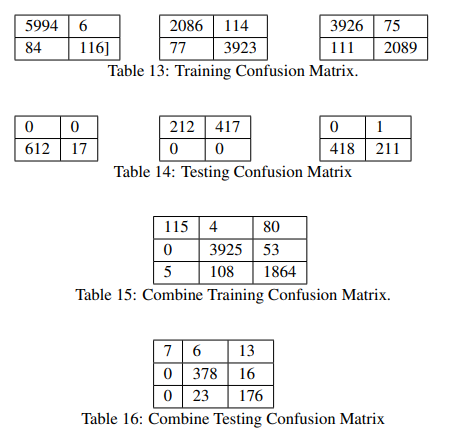 5994 6 2086 114 3926 75
84 116] 77 3923 111 2089
Table 13: Training Confusion Matrix.
0 0 212 417 0 1
612 17 0 0 418 211
Table 14: Testing Confusion Matrix
115 4 80
0 3925 53
5 108 1864
Table 15: Combine Training Confusion Matrix.
7 6 13
0 378 16
0 23 176
Table 16: Combine Testing Confusion Matrix